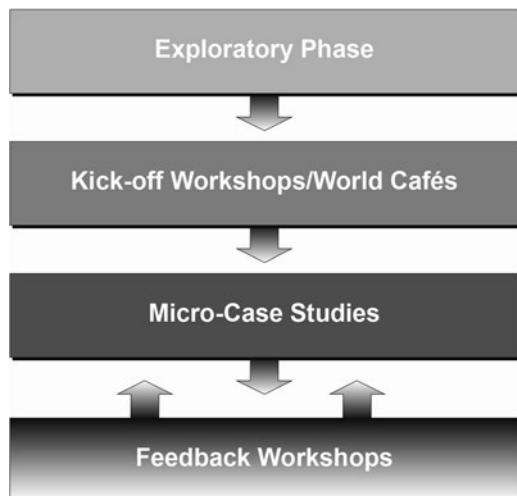 Exploratory Phase
Kick-off Workshops/World Cafés
Micro-Case Studies
Feedback Workshops